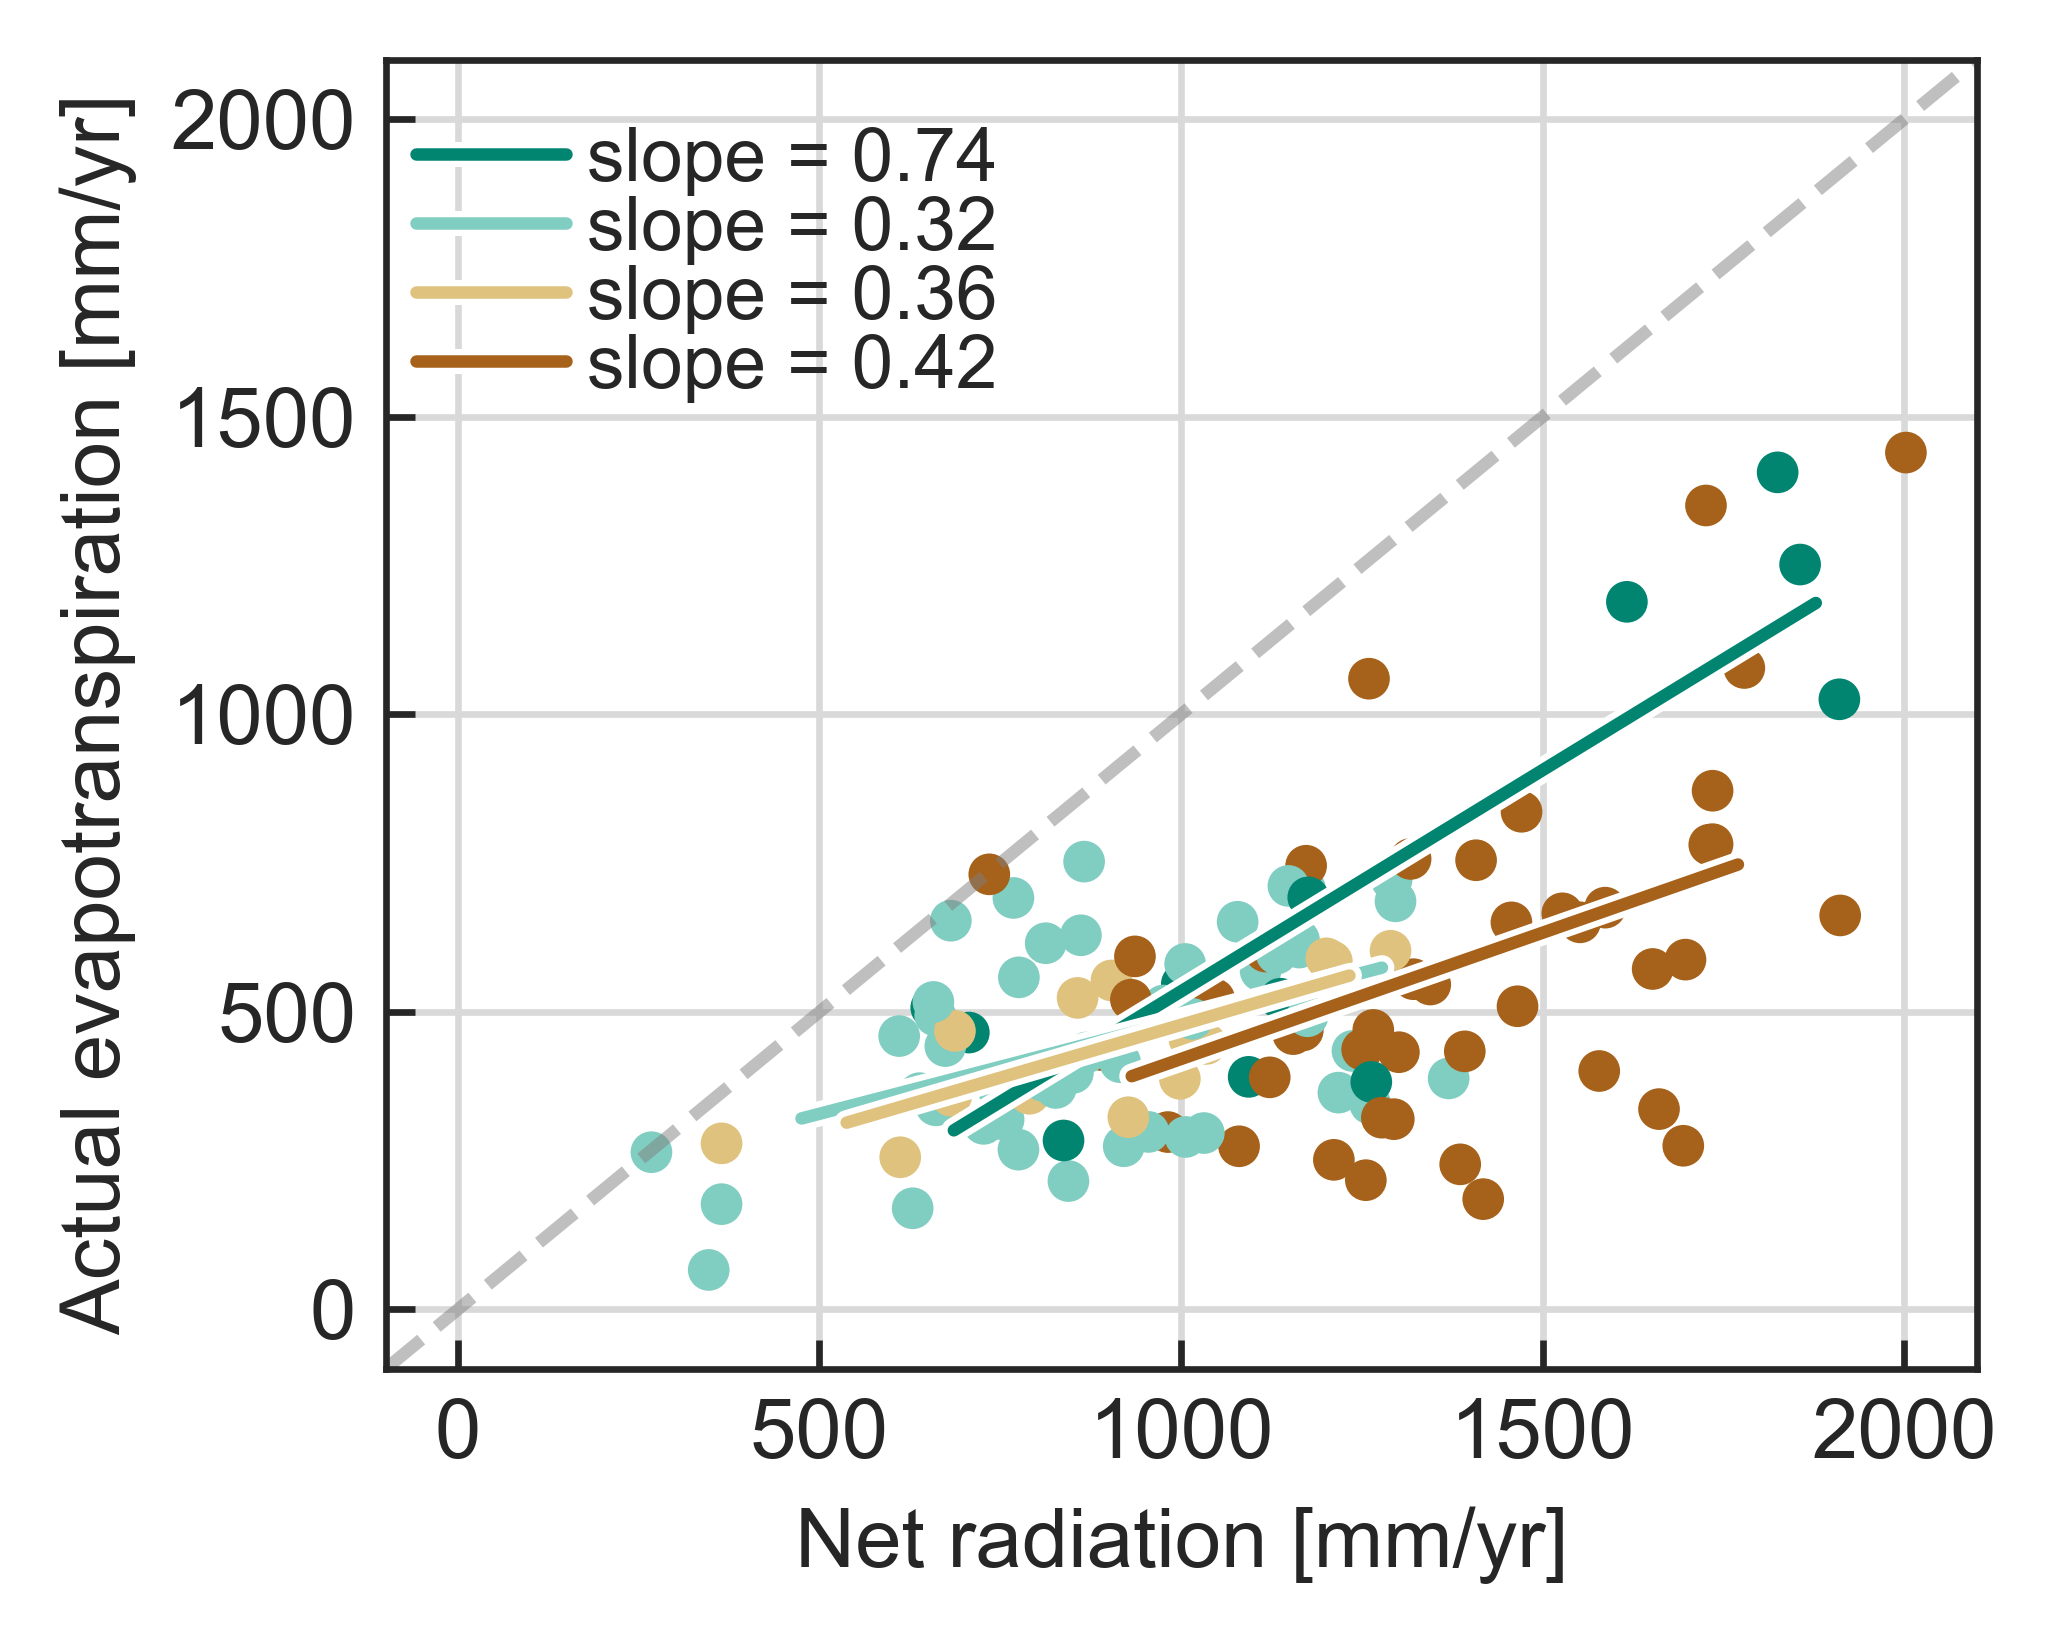 2000
1500
1000
500
0
Actual evapotranspiration [mm/yr]
slope = 0.74
slope = 0.32
slope = 0.36
slope = 0.42
0 500 1000 1500 2000
Net radiation [mm/yr]